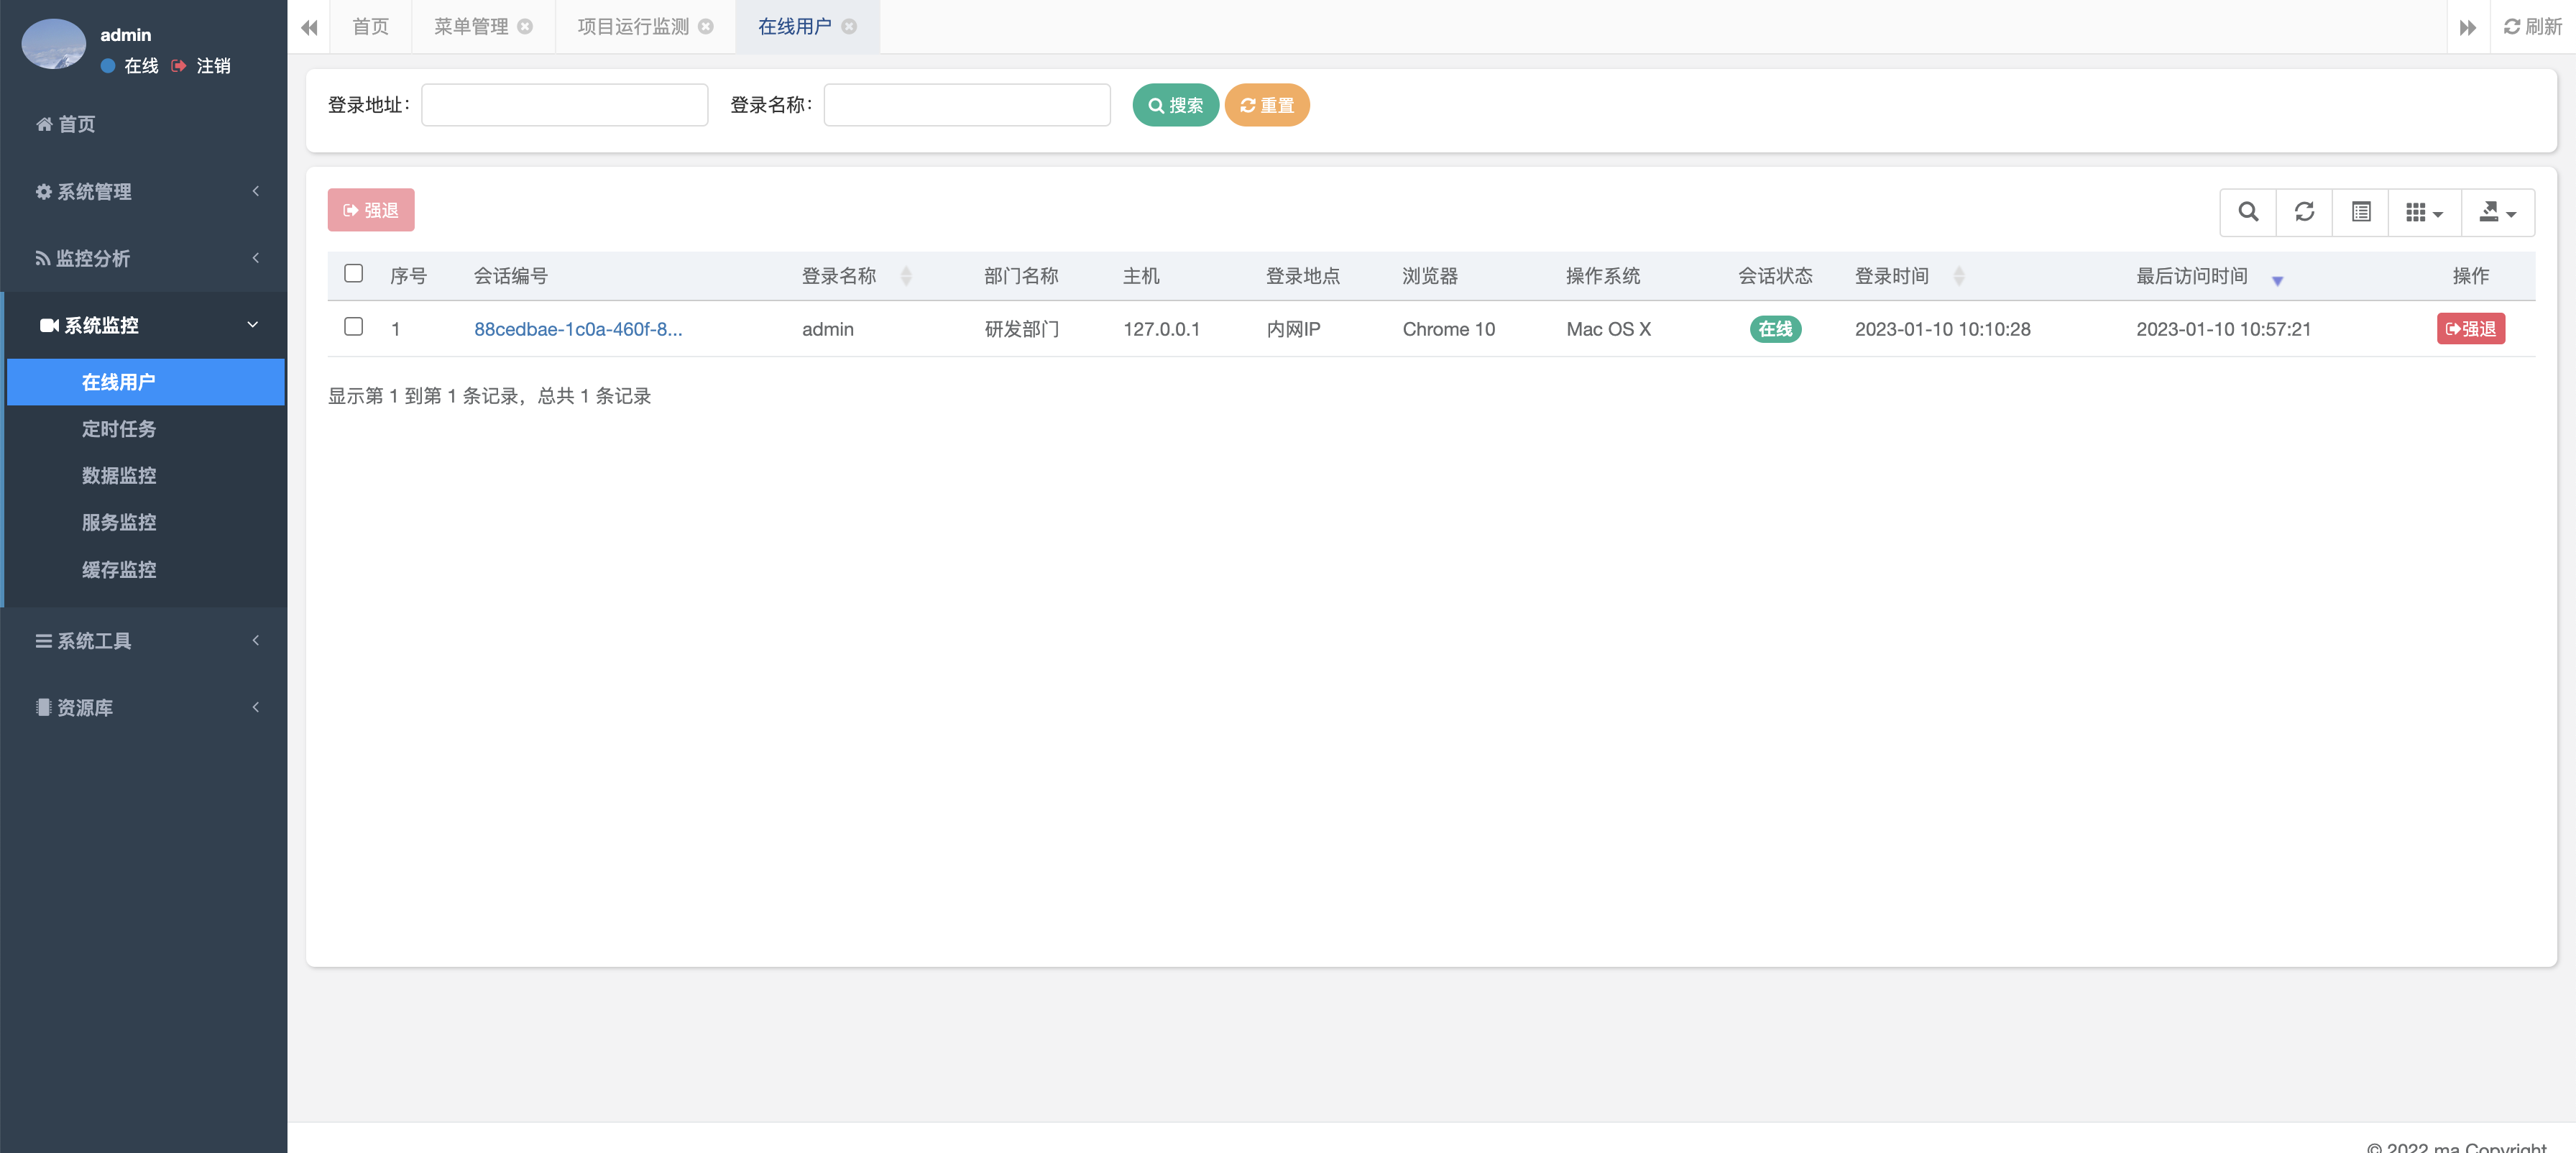 admin
在线 注销
首页
系统管理
监控分析
系统监控
在线用户
定时任务
数据监控
服务监控
缓存监控
系统工具
资源库
首页 菜单管理 项目运行监测 在线用户 刷新
登录地址： 登录名称： 搜索 重置
强退
序号 会话编号 登录名称 部门名称 主机 登录地点 浏览器 操作系统 会话状态 登录时间 最后访问时间 操作
1 88cedbae-1c0a-460f-8... admin 研发部门 127.0.0.1 内网IP Chrome 10 Mac OS X 在线 2023-01-10 10:10:28 2023-01-10 10:57:21 强退
显示第 1 到第 1 条记录，总共 1 条记录
© 2022 ma Copyright